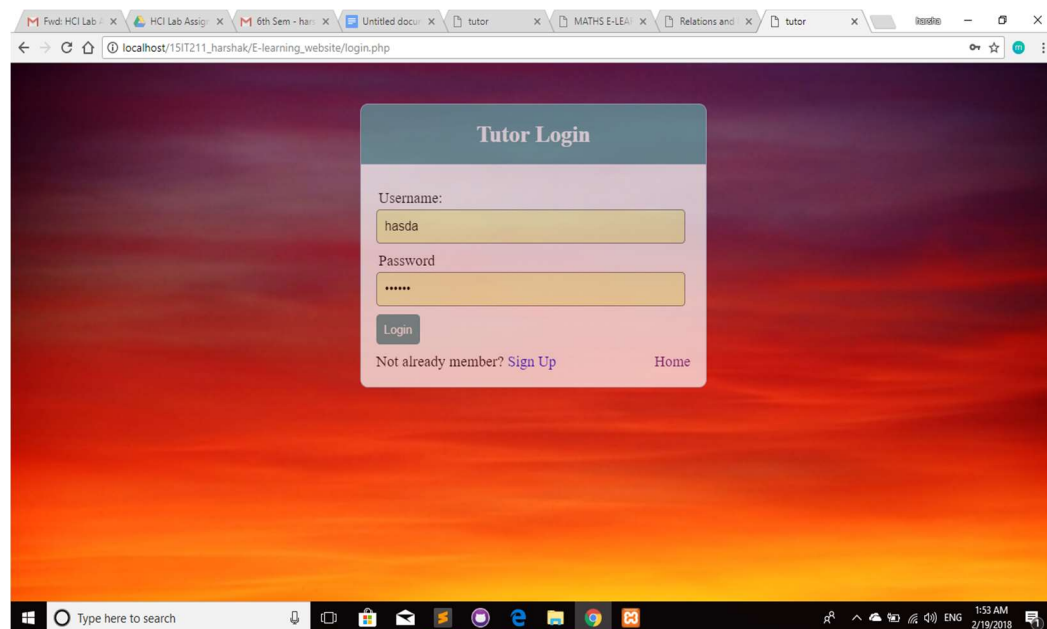 Fwd: HCI Lab
HCI Lab Assig
M 6th Sem - har
Untitled docu
tutor
MATHS E-LEA
Relations and
tutor
harsha
localhost/15IT211_harshak/E-learning_website/login.php
Tutor Login
Username:
hasda
Password
••••••
Login
Not already member? Sign Up Home
Type here to search
ENG
1:53 AM
2/19/2018